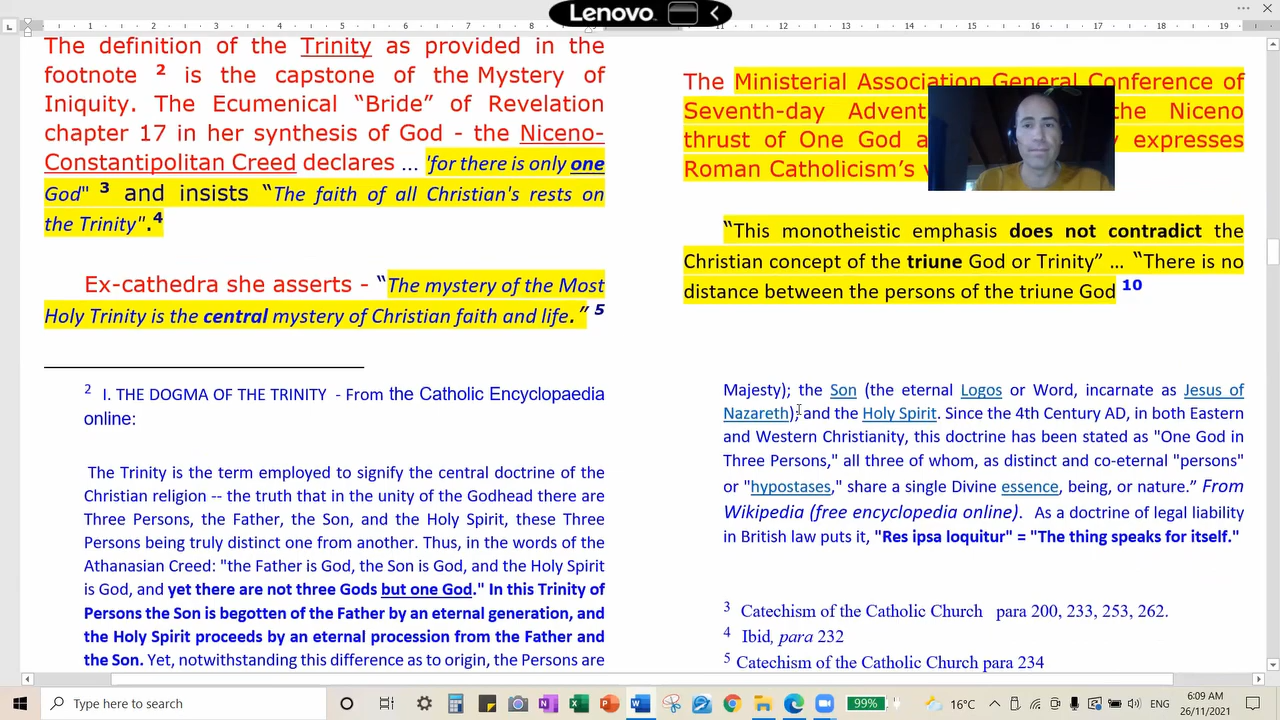 Lenovo
The definition of the Trinity as provided in the
footnote 2 is the capstone of the Mystery of
Iniquity. The Ecumenical “Bride” of Revelation
chapter 17 in her synthesis of God - the Niceno-
Constantipolitan Creed declares ... 'for there is only one
God" 3 and insists “The faith of all Christian's rests on
the Trinity".4
Ex-cathedra she asserts - “The mystery of the Most
Holy Trinity is the central mystery of Christian faith and life.” 5
2 I. THE DOGMA OF THE TRINITY - From the Catholic Encyclopaedia
online:
The Trinity is the term employed to signify the central doctrine of the
Christian religion -- the truth that in the unity of the Godhead there are
Three Persons, the Father, the Son, and the Holy Spirit, these Three
Persons being truly distinct one from another. Thus, in the words of the
Athanasian Creed: "the Father is God, the Son is God, and the Holy Spirit
is God, and yet there are not three Gods but one God." In this Trinity of
Persons the Son is begotten of the Father by an eternal generation, and
the Holy Spirit proceeds by an eternal procession from the Father and
the Son. Yet, notwithstanding this difference as to origin, the Persons are
The Ministerial Association General Conference of
Seventh-day Advent the Niceno
thrust of One God a expresses
Roman Catholicism’s
“This monotheistic emphasis does not contradict the
Christian concept of the triune God or Trinity” ... “There is no
distance between the persons of the triune God 10
Majesty); the Son (the eternal Logos or Word, incarnate as Jesus of
Nazareth); and the Holy Spirit. Since the 4th Century AD, in both Eastern
and Western Christianity, this doctrine has been stated as "One God in
Three Persons," all three of whom, as distinct and co-eternal "persons"
or "hypostases," share a single Divine essence, being, or nature.” From
Wikipedia (free encyclopedia online). As a doctrine of legal liability
in British law puts it, "Res ipsa loquitur" = "The thing speaks for itself."
3 Catechism of the Catholic Church para 200, 233, 253, 262.
4 Ibid, para 232
5 Catechism of the Catholic Church para 234
Type here to search
99%
16°C
ENG
6:09 AM
26/11/2021